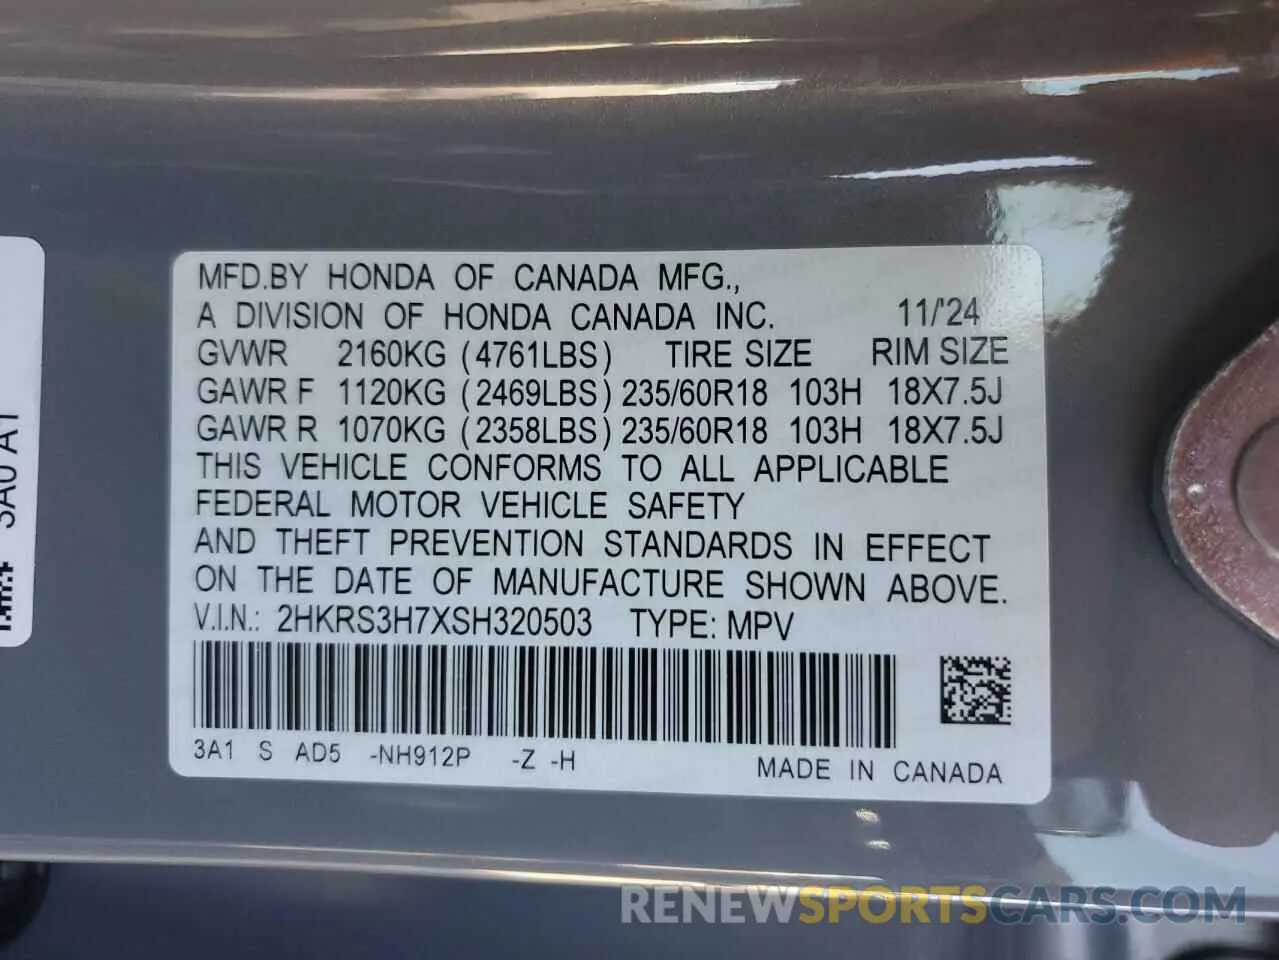 MFD.BY HONDA OF CANADA MFG.,
A DIVISION OF HONDA CANADA INC. 11/'24
GVWR 2160KG (4761LBS) TIRE SIZE RIM SIZE
GAWR F 1120KG (2469LBS) 235/60R18 103H 18X7.5J
GAWR R 1070KG (2358LBS) 235/60R18 103H 18X7.5J
THIS VEHICLE CONFORMS TO ALL APPLICABLE
FEDERAL MOTOR VEHICLE SAFETY
AND THEFT PREVENTION STANDARDS IN EFFECT
ON THE DATE OF MANUFACTURE SHOWN ABOVE.
V.I.N.: 2HKRS3H7XSH320503 TYPE: MPV
3A1 S AD5 -NH912P -Z -H
MADE IN CANADA
3A0 A1
RENEWSPORTSCARS.COM